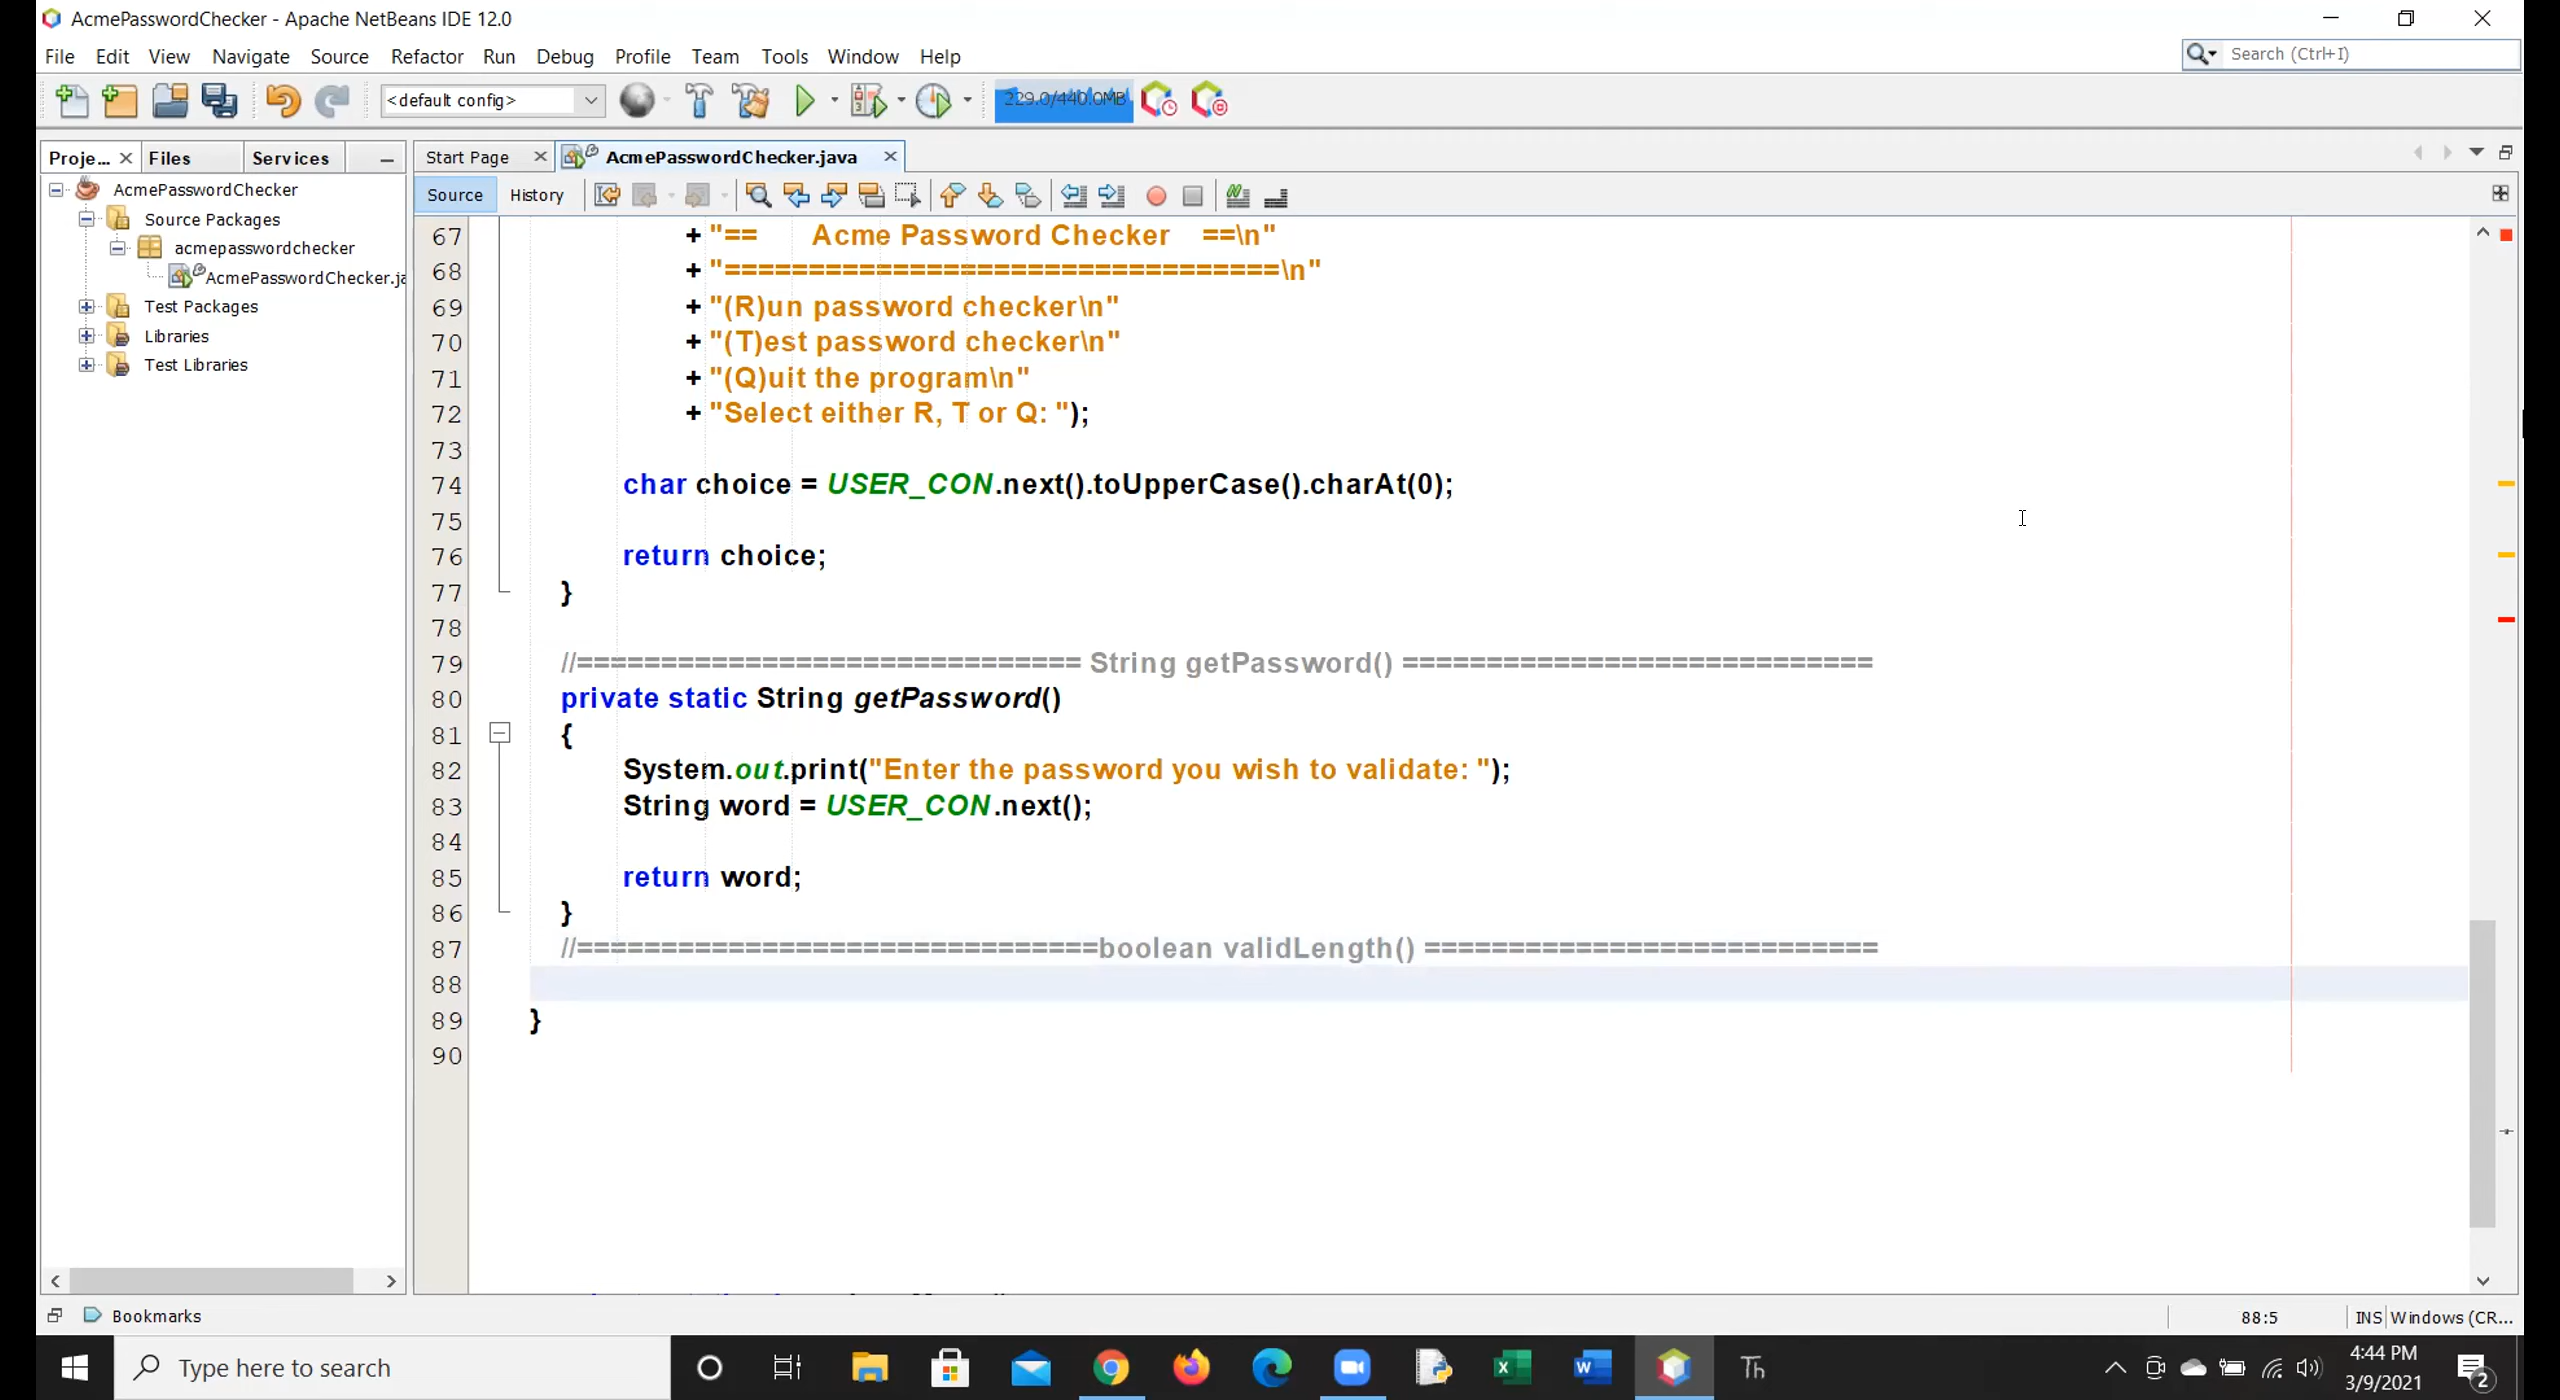 AcmePasswordChecker - Apache NetBeans IDE 12.0
File Edit View Navigate Source Refactor Run Debug Profile Team Tools Window Help
Search (Ctrl+I)
<default config>
229.0/440.0MB
Proje... Files Services
Start Page AcmePasswordChecker.java
AcmePasswordChecker
Source Packages
acmepasswordchecker
AcmePasswordChecker.ja
Test Packages
Libraries
Test Libraries
Source History
67 + "==      Acme Password Checker   ==\n"
68 + "=================================\n"
69 + "(R)un password checker\n"
70 + "(T)est password checker\n"
71 + "(Q)uit the program\n"
72 + "Select either R, T or Q: ");
73
74 char choice = USER_CON.next().toUpperCase().charAt(0);
75
76 return choice;
77 }
78
79 //============================== String getPassword() ============================
80 private static String getPassword()
81 {
82 System.out.print("Enter the password you wish to validate: ");
83 String word = USER_CON.next();
84
85 return word;
86 }
87 //===============================boolean validLength() ===========================
88
89 }
90
Bookmarks
88:5 INS Windows (CR...
Type here to search
Th
4:44 PM
3/9/2021
2